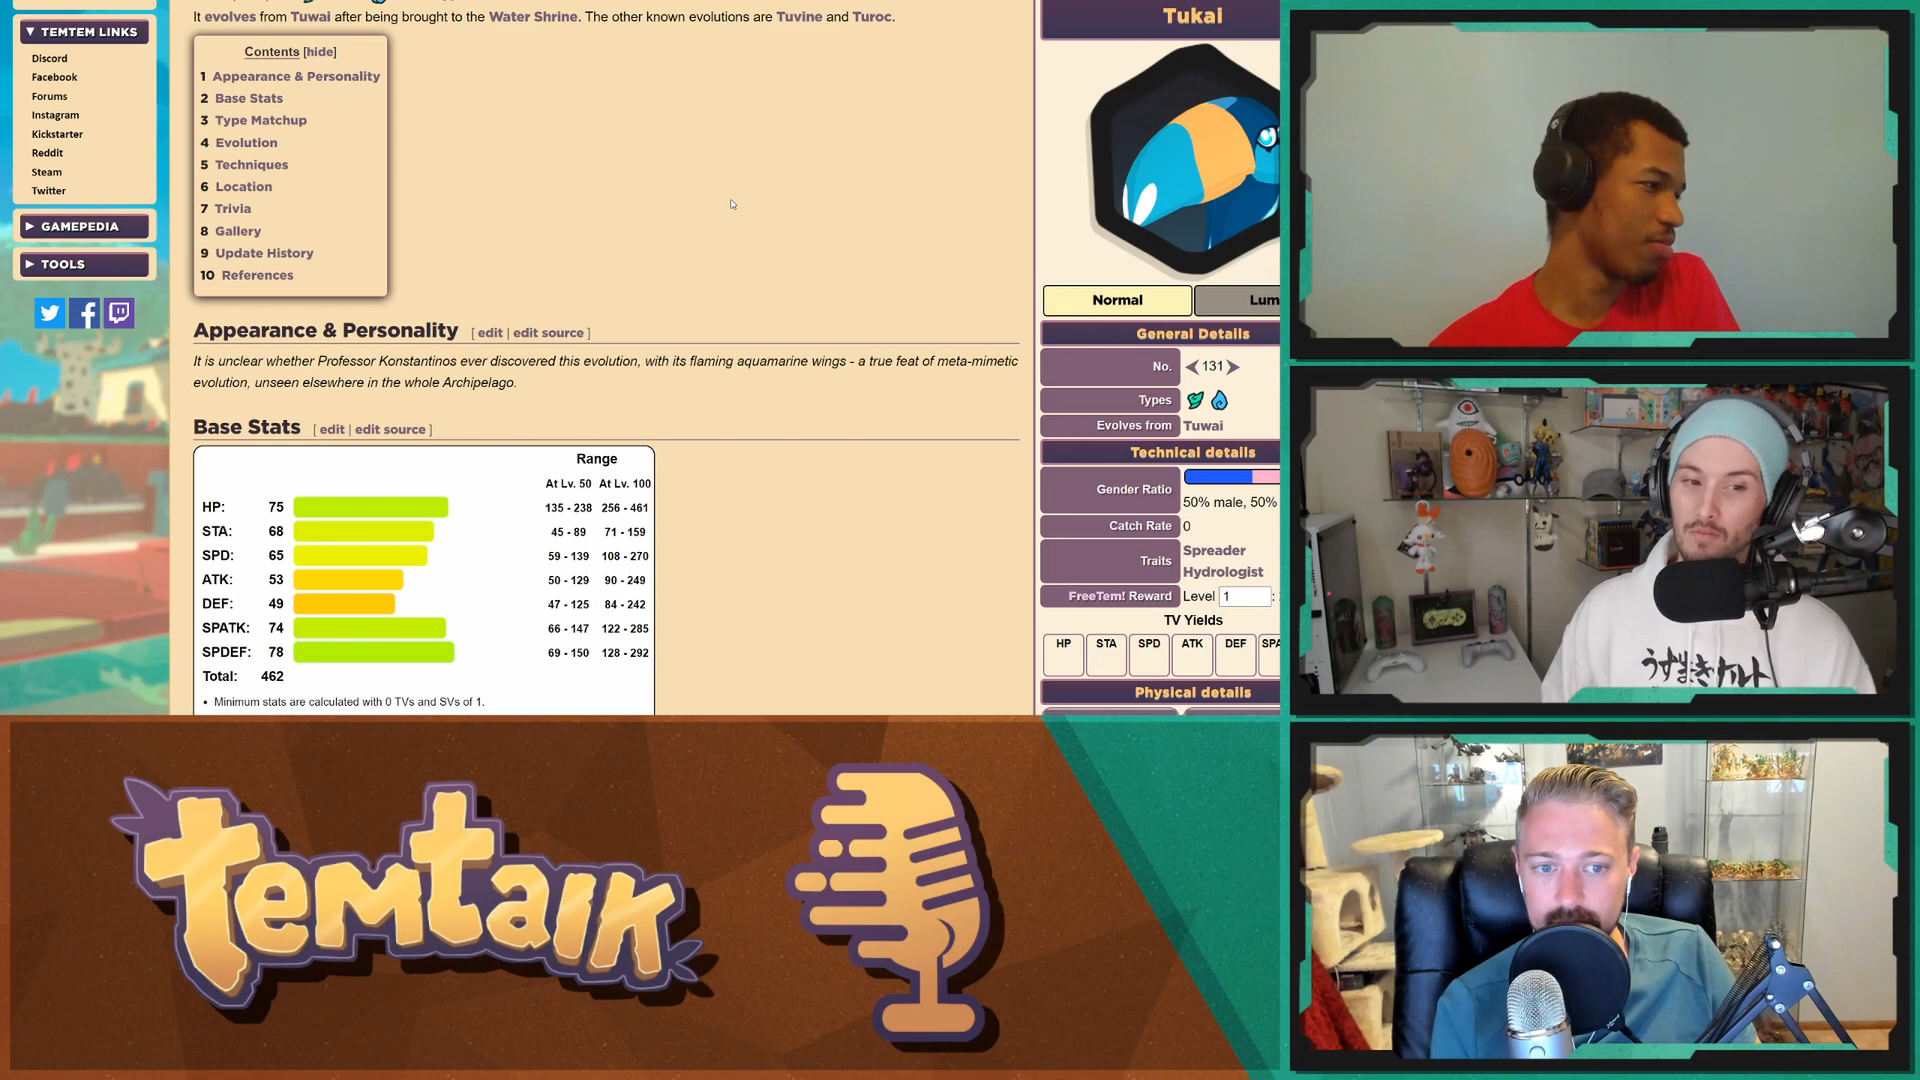 It evolves from Tuwai after being brought to the Water Shrine. The other known evolutions are Tuvine and Turoc.
TEMTEM LINKS
Discord
Facebook
Forums
Instagram
Kickstarter
Reddit
Steam
Twitter
GAMEPEDIA
TOOLS
Contents [hide]
1 Appearance & Personality
2 Base Stats
3 Type Matchup
4 Evolution
5 Techniques
6 Location
7 Trivia
8 Gallery
9 Update History
10 References
Appearance & Personality [ edit | edit source ]
It is unclear whether Professor Konstantinos ever discovered this evolution, with its flaming aquamarine wings - a true feat of meta-mimetic
evolution, unseen elsewhere in the whole Archipelago.
Base Stats [ edit | edit source ]
Range
At Lv. 50 At Lv. 100
HP: 75 135 - 238 256 - 461
STA: 68 45 - 89 71 - 159
SPD: 65 59 - 139 108 - 270
ATK: 53 50 - 129 90 - 249
DEF: 49 47 - 125 84 - 242
SPATK: 74 66 - 147 122 - 285
SPDEF: 78 69 - 150 128 - 292
Total: 462
• Minimum stats are calculated with 0 TVs and SVs of 1.
Tukai
Normal
Lum
General Details
No. 131
Types
Evolves from Tuwai
Technical details
Gender Ratio
50% male, 50%
Catch Rate 0
Traits Spreader
Hydrologist
FreeTem! Reward Level 1 :
TV Yields
HP STA SPD ATK DEF SPA
Physical details
temtalk